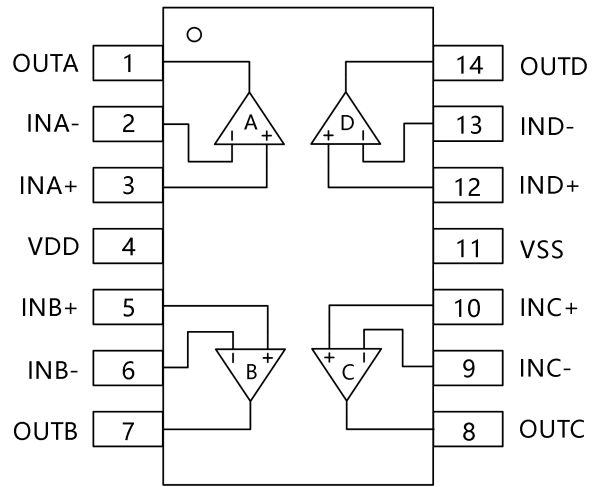 OUTA 1 14 OUTD
INA- 2 A D 13 IND-
- + + -
INA+ 3 12 IND+
VDD 4 11 VSS
INB+ 5 10 INC+
- + + -
INB- 6 B C 9 INC-
OUTB 7 8 OUTC